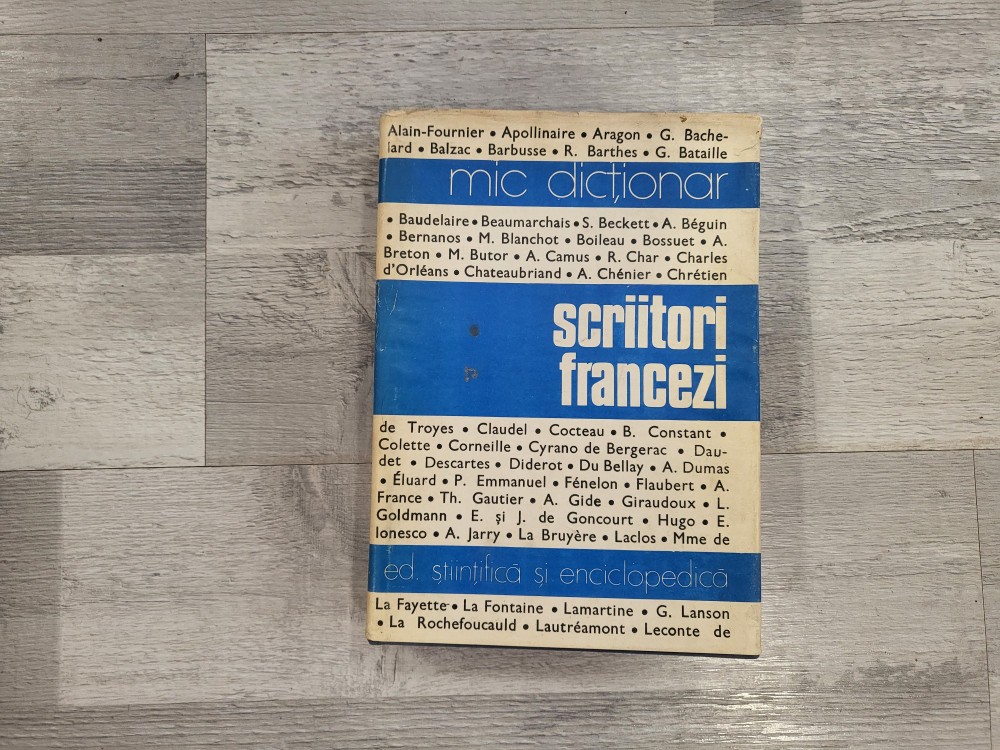 Alain-Fournier • Apollinaire • Aragon • G. Bache-
lard • Balzac • Barbusse • R. Barthes • G. Bataille
mic dicționar
• Baudelaire • Beaumarchais • S. Beckett • A. Béguin
• Bernanos • M. Blanchot • Boileau • Bossuet • A.
Breton • M. Butor • A. Camus • R. Char • Charles
d'Orléans • Chateaubriand • A. Chénier • Chrétien
scriitori
francezi
de Troyes • Claudel • Cocteau • B. Constant •
Colette • Corneille • Cyrano de Bergerac • Dau-
det • Descartes • Diderot • Du Bellay • A. Dumas
• Éluard • P. Emmanuel • Fénelon • Flaubert • A.
France • Th. Gautier • A. Gide • Giraudoux • L.
Goldmann • E. și J. de Goncourt • Hugo • E.
Ionesco • A. Jarry • La Bruyère • Laclos • Mme de
ed. științifică și enciclopedică
La Fayette • La Fontaine • Lamartine • G. Lanson
• La Rochefoucauld • Lautréamont • Leconte de